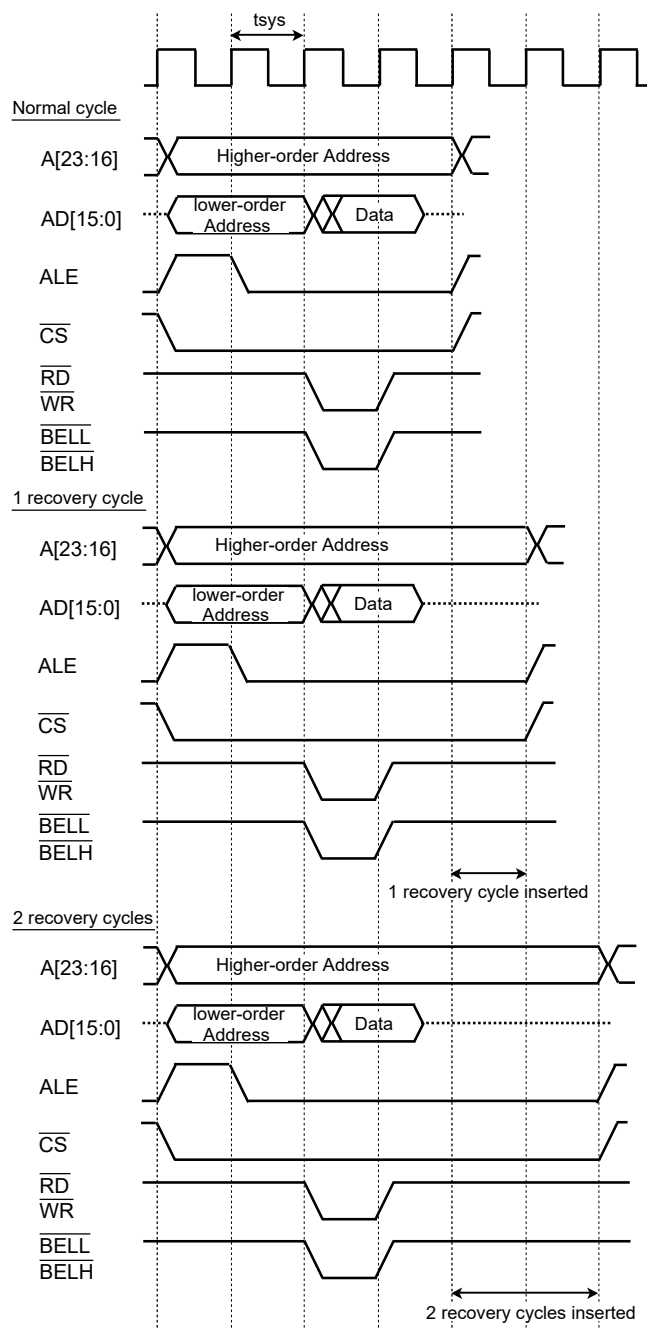 tsys
Normal cycle
A[23:16]
Higher-order Address
AD[15:0]
lower-order
Address
Data
ALE
CS
RD
WR
BELL
BELH
1 recovery cycle
A[23:16]
Higher-order Address
AD[15:0]
lower-order
Address
Data
ALE
CS
RD
WR
BELL
BELH
1 recovery cycle inserted
2 recovery cycles
A[23:16]
Higher-order Address
AD[15:0]
lower-order
Address
Data
ALE
CS
RD
WR
BELL
BELH
2 recovery cycles inserted